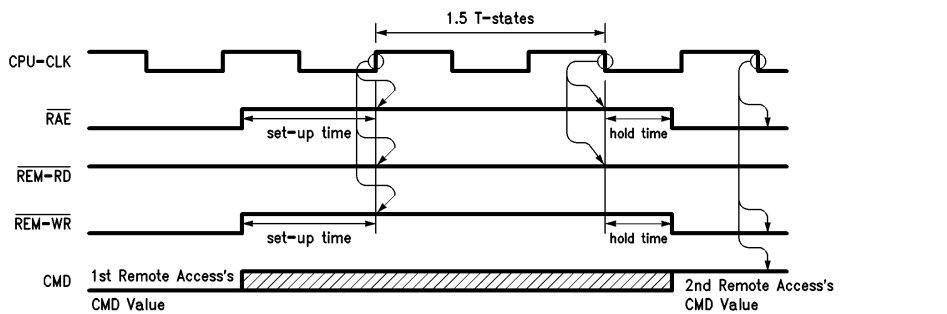 1.5 T-states
CPU-CLK
RAE
set-up time
hold time
REM-RD
REM-WR
set-up time
hold time
CMD
1st Remote Access's
CMD Value
2nd Remote Access's
CMD Value